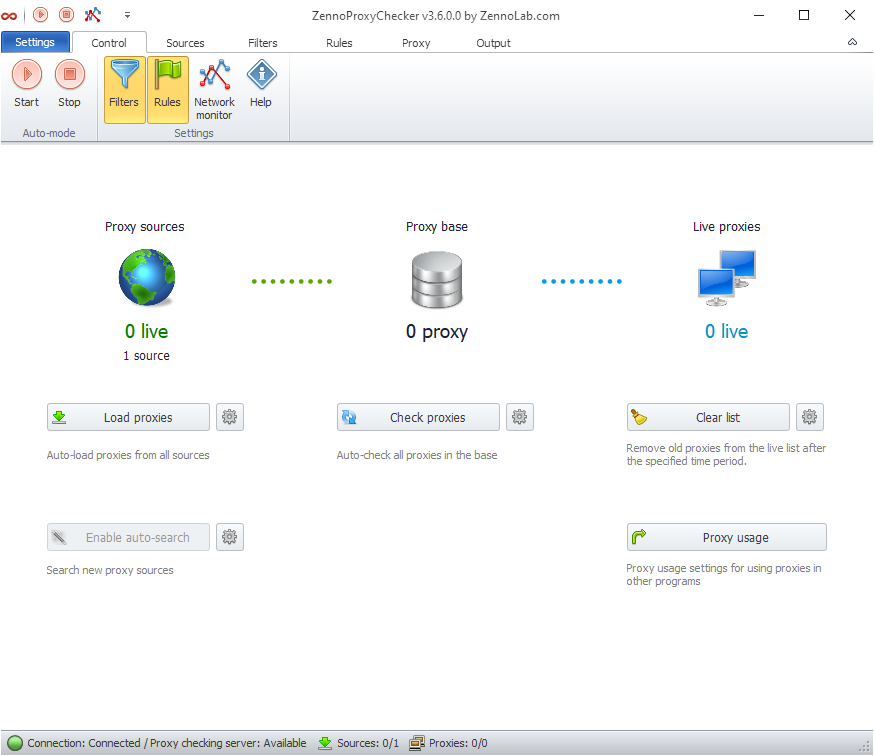 ZennoProxyChecker v3.6.0.0 by ZennoLab.com
Settings Control Sources Filters Rules Proxy Output
Start Stop Filters Rules Network monitor Help
Auto-mode Settings
Proxy sources Proxy base Live proxies
0 live 0 proxy 0 live
1 source
Load proxies Check proxies Clear list
Auto-load proxies from all sources Auto-check all proxies in the base Remove old proxies from the live list after
the specified time period.
Enable auto-search Proxy usage
Search new proxy sources Proxy usage settings for using proxies in
other programs
Connection: Connected / Proxy checking server: Available Sources: 0/1 Proxies: 0/0